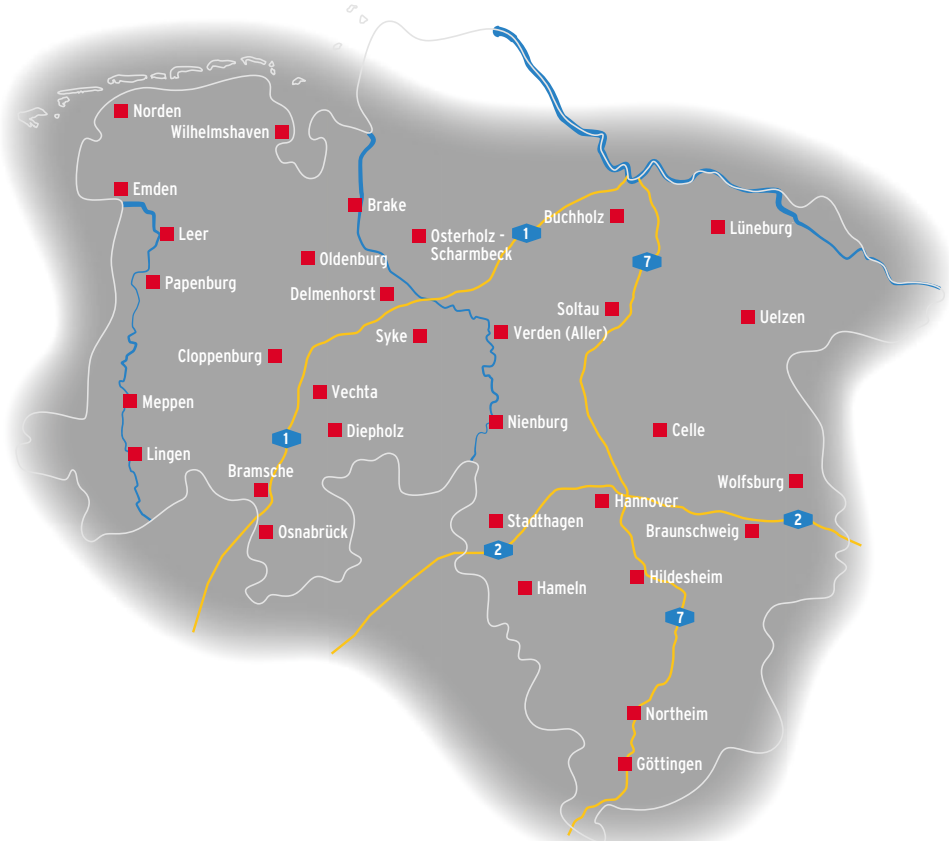 Norden
Wilhelmshaven
Emden
Brake
Buchholz
Lüneburg
Leer
1
Osterholz -
Scharmbeck
Oldenburg
7
Papenburg
Delmenhorst
Soltau
Uelzen
Syke
Verden (Aller)
Cloppenburg
Vechta
Meppen
Nienburg
Diepholz
Celle
1
Lingen
Bramsche
Wolfsburg
Hannover
Stadthagen
2
Osnabrück
Braunschweig
2
Hildesheim
Hameln
7
Northeim
Göttingen